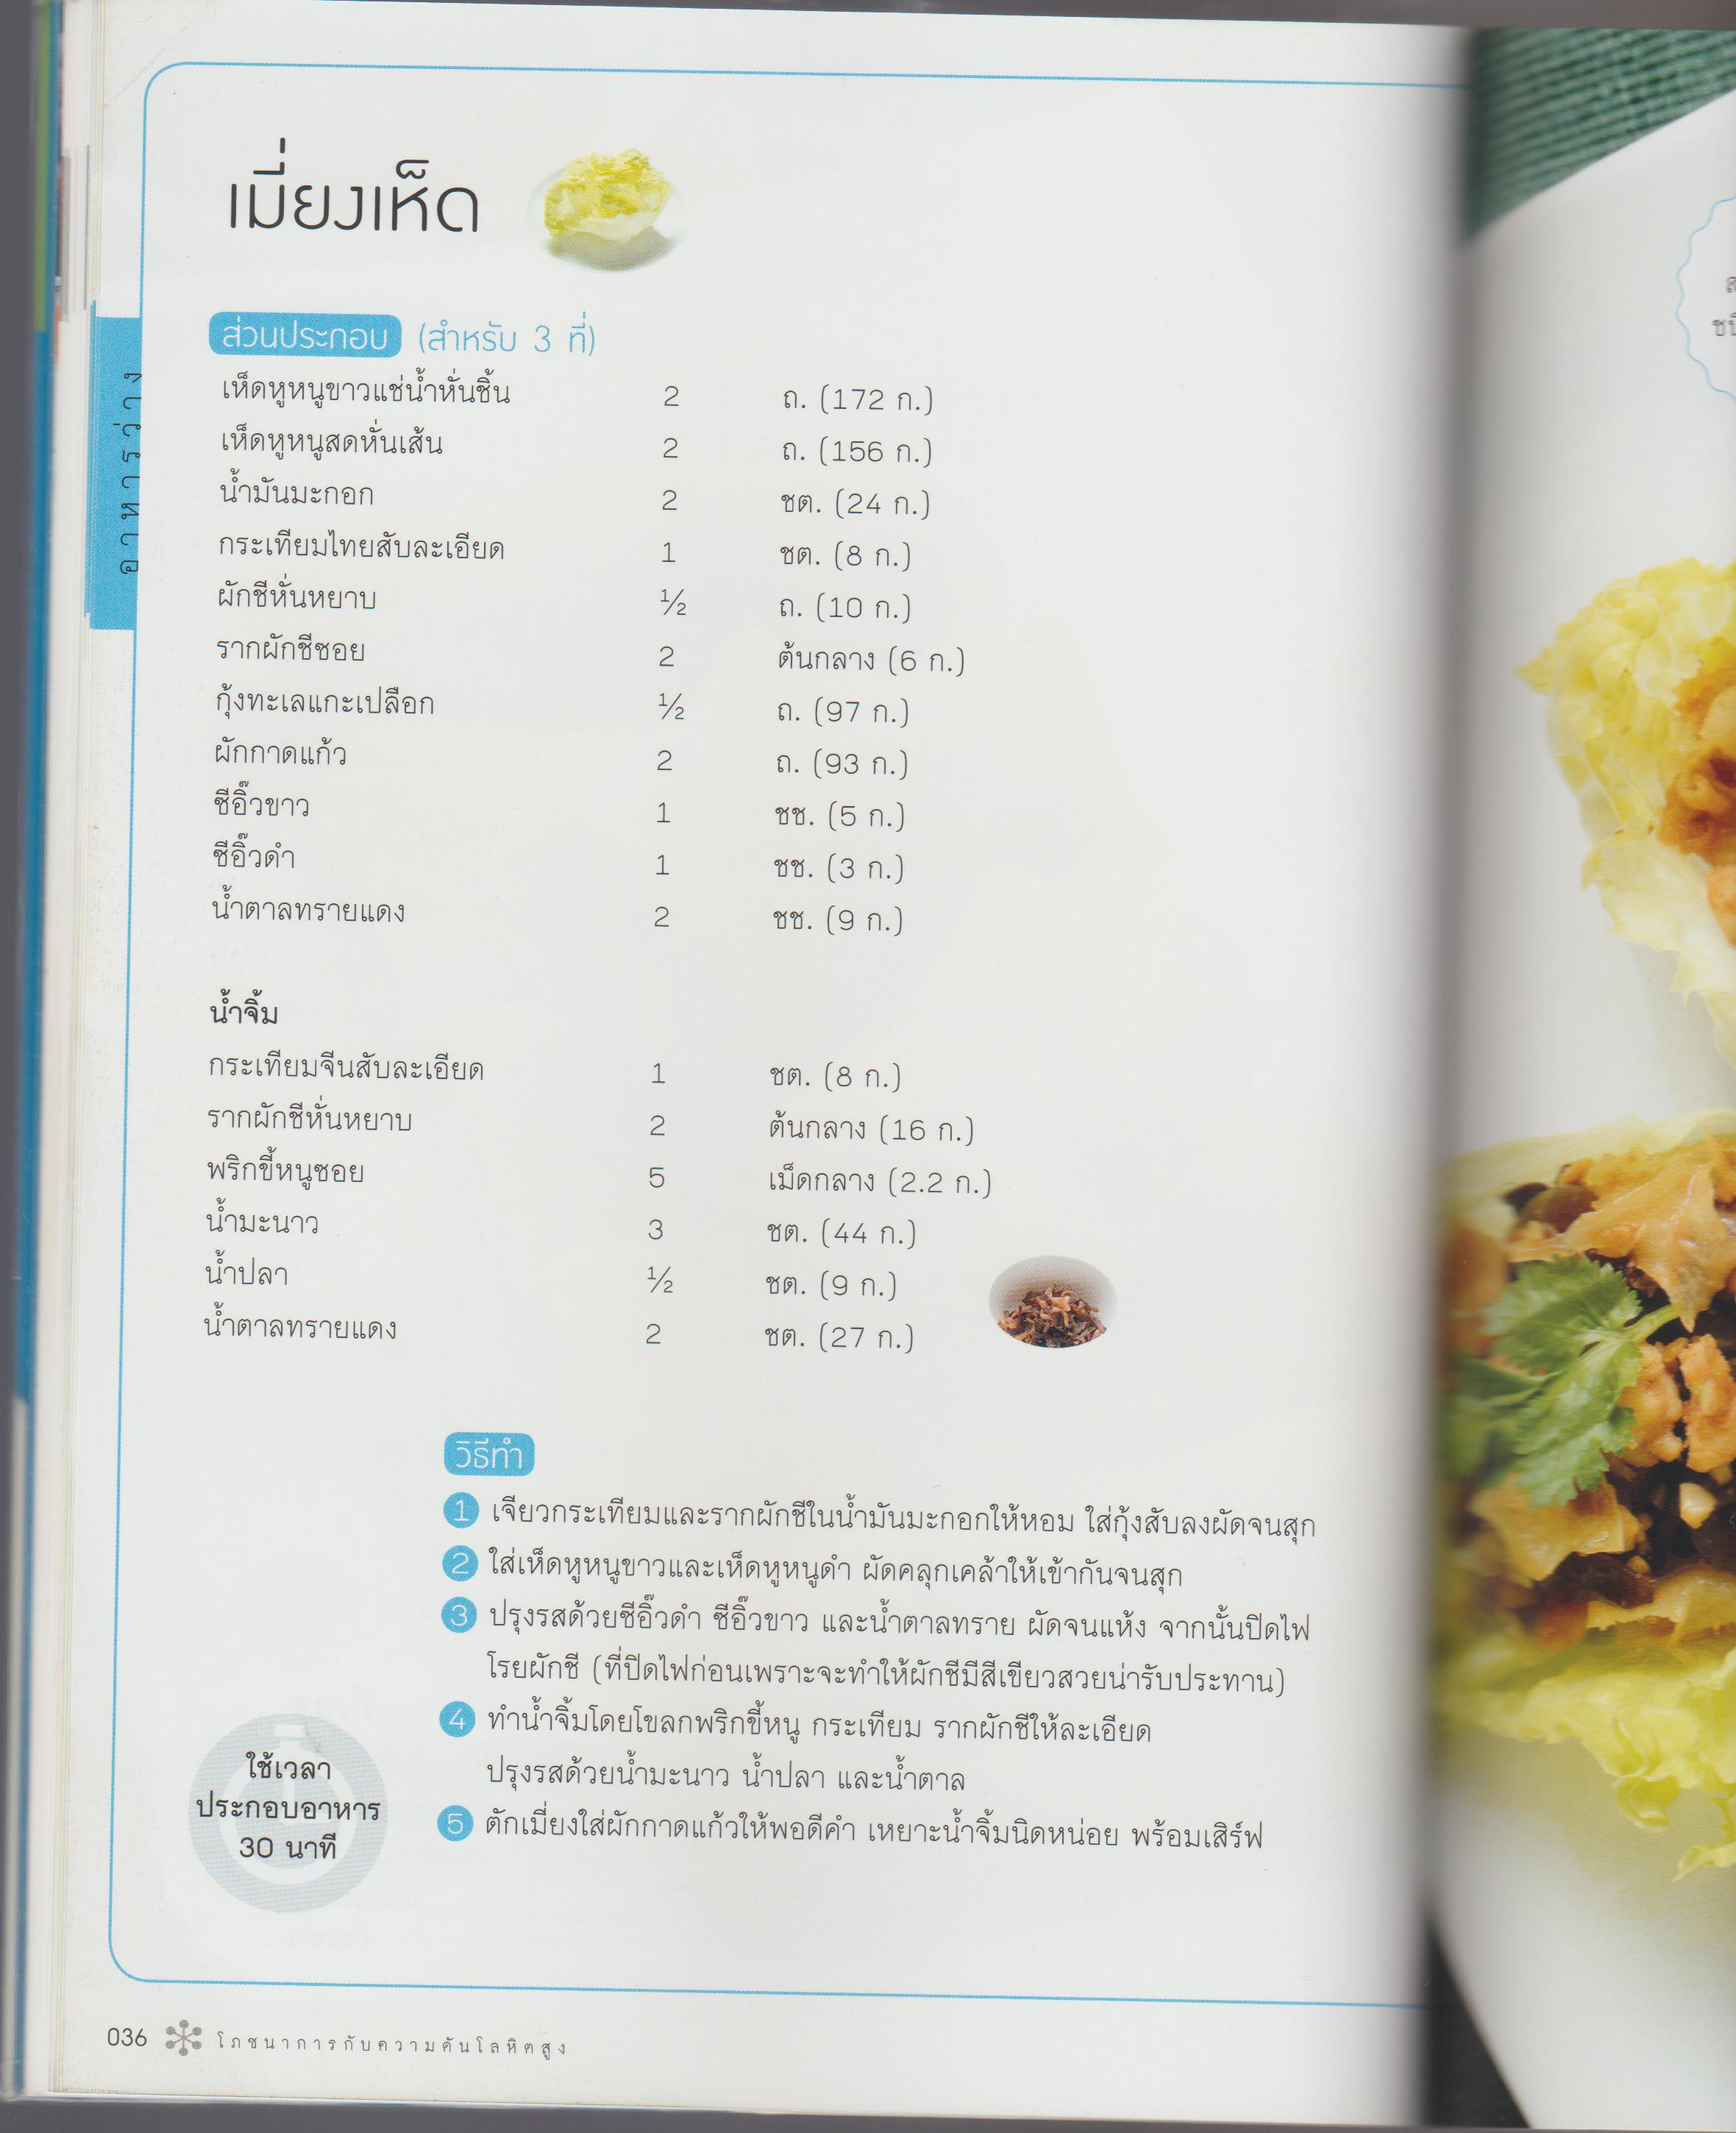 เมี่ยงเห็ด
ส่วนประกอบ (สำหรับ 3 ที่)
เห็ดหูหนูขาวแช่น้ำหั่นชิ้น 2 ถ. (172 ก.)
เห็ดหูหนูสดหั่นเส้น 2 ถ. (156 ก.)
น้ำมันมะกอก 2 ชต. (24 ก.)
กระเทียมไทยสับละเอียด 1 ชต. (8 ก.)
ผักชีหั่นหยาบ ½ ถ. (10 ก.)
รากผักชีซอย 2 ต้นกลาง (6 ก.)
กุ้งทะเลแกะเปลือก ½ ถ. (97 ก.)
ผักกาดแก้ว 2 ถ. (93 ก.)
ซีอิ๊วขาว 1 ชช. (5 ก.)
ซีอิ๊วดำ 1 ชช. (3 ก.)
น้ำตาลทรายแดง 2 ชช. (9 ก.)
น้ำจิ้ม
กระเทียมจีนสับละเอียด 1 ชต. (8 ก.)
รากผักชีหั่นหยาบ 2 ต้นกลาง (16 ก.)
พริกขี้หนูซอย 5 เม็ดกลาง (2.2 ก.)
น้ำมะนาว 3 ชต. (44 ก.)
น้ำปลา ½ ชต. (9 ก.)
น้ำตาลทรายแดง 2 ชต. (27 ก.)
วิธีทำ
1 เจียวกระเทียมและรากผักชีในน้ำมันมะกอกให้หอม ใส่กุ้งสับลงผัดจนสุก
2 ใส่เห็ดหูหนูขาวและเห็ดหูหนูดำ ผัดคลุกเคล้าให้เข้ากันจนสุก
3 ปรุงรสด้วยซีอิ๊วดำ ซีอิ๊วขาว และน้ำตาลทราย ผัดจนแห้ง จากนั้นปิดไฟ
โรยผักชี (ที่ปิดไฟก่อนเพราะจะทำให้ผักชีมีสีเขียวสวยน่ารับประทาน)
4 ทำน้ำจิ้มโดยโขลกพริกขี้หนู กระเทียม รากผักชีให้ละเอียด
ปรุงรสด้วยน้ำมะนาว น้ำปลา และน้ำตาล
5 ตักเมี่ยงใส่ผักกาดแก้วให้พอดีคำ เหยาะน้ำจิ้มนิดหน่อย พร้อมเสิร์ฟ
ใช้เวลา
ประกอบอาหาร
30 นาที
อาหารว่าง
036 โภชนาการกับความดันโลหิตสูง